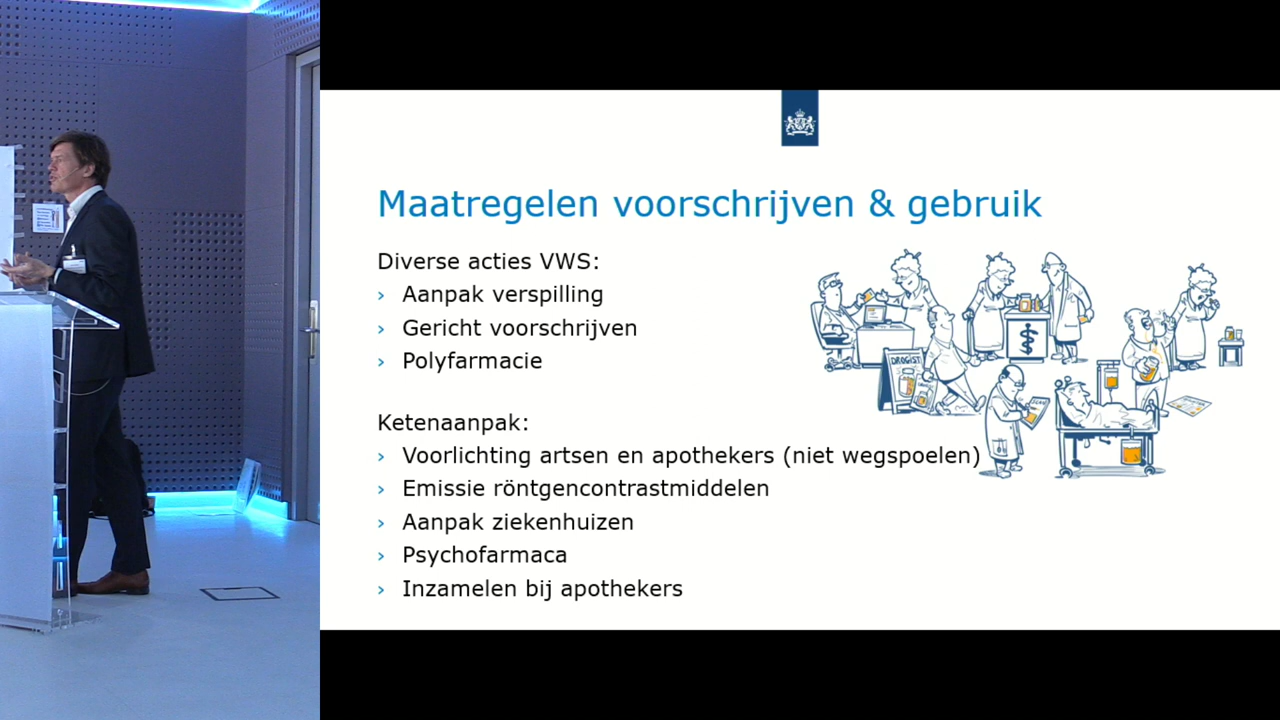 Maatregelen voorschrijven & gebruik
Diverse acties VWS:
› Aanpak verspilling
› Gericht voorschrijven
› Polyfarmacie
Ketenaanpak:
› Voorlichting artsen en apothekers (niet wegspoelen)
› Emissie röntgencontrastmiddelen
› Aanpak ziekenhuizen
› Psychofarmaca
› Inzamelen bij apothekers
DROGIST